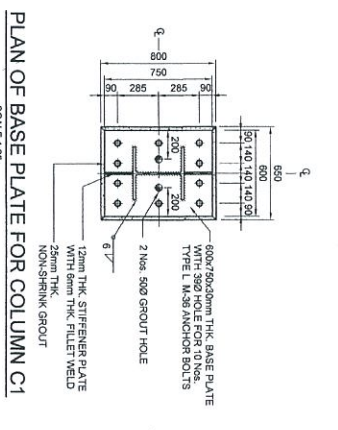 650
600
90 140 140 140 90
℄
800
750
90 285 285 90
℄
200
200
600x750x30mm THK. BASE PLATE
WITH 39Ø HOLE FOR 10 Nos.
TYPE L M-36 ANCHOR BOLTS
2 Nos. 50Ø GROUT HOLE
6
12mm THK. STIFFENER PLATE
WITH 6mm THK. FILLET WELD
25mm THK.
NON-SHRINK GROUT
PLAN OF BASE PLATE FOR COLUMN C1